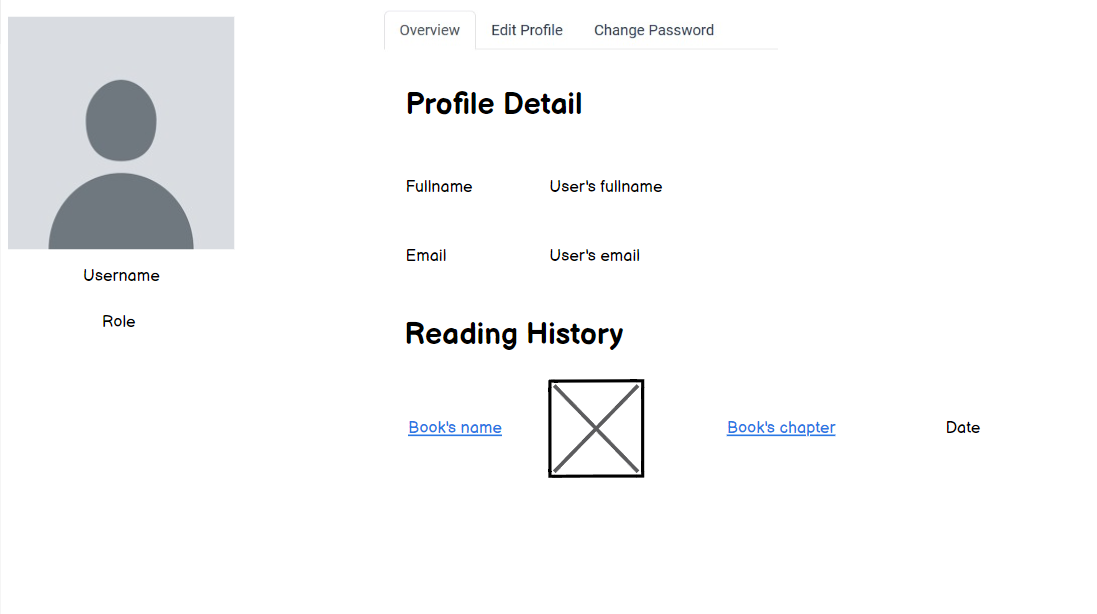 Overview Edit Profile Change Password
Profile Detail
Fullname User's fullname
Email User's email
Username
Role
Reading History
Book's name Book's chapter Date